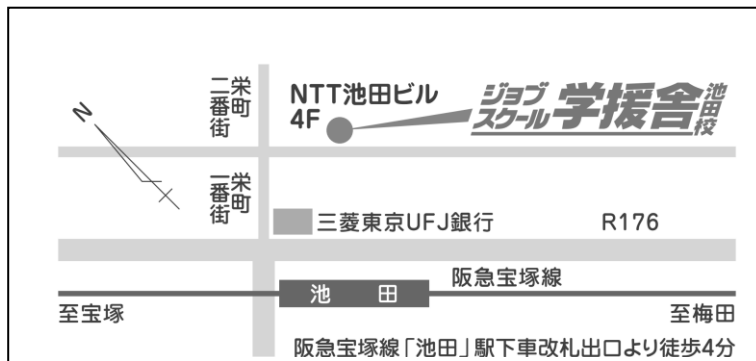 N
栄町
二番街
NTT池田ビル
4F
ジョブ
スクール
学援舎
池田校
栄町
一番街
三菱東京UFJ銀行
R176
池 田
阪急宝塚線
至宝塚
至梅田
阪急宝塚線「池田」駅下車改札出口より徒歩4分